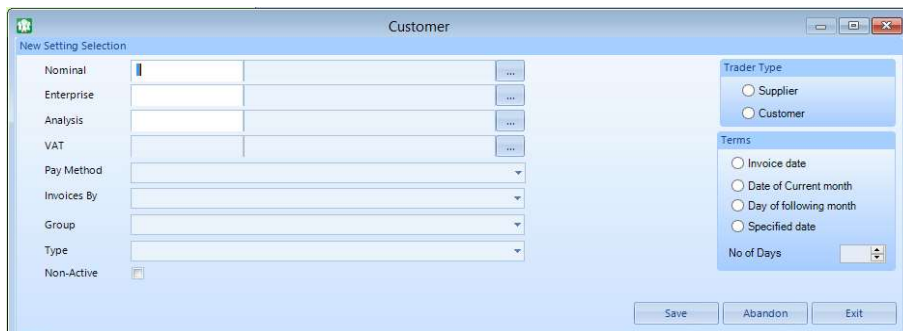 Customer
New Setting Selection
Nominal ...
Enterprise ...
Analysis ...
VAT ...
Pay Method
Invoices By
Group
Type
Non-Active
Trader Type
Supplier
Customer
Terms
Invoice date
Date of Current month
Day of following month
Specified date
No of Days
Save Abandon Exit